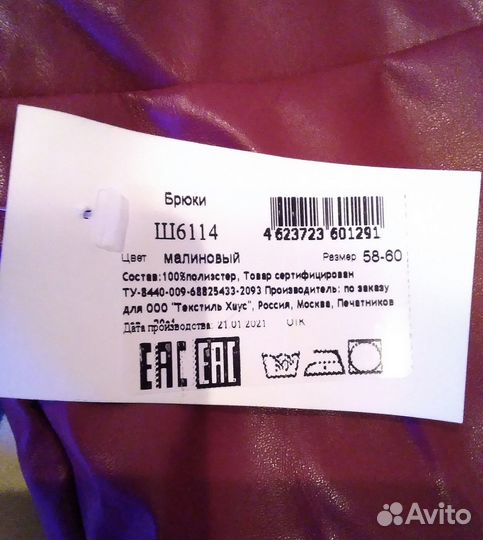 Брюки
Ш6114
4 623723 601291
Цвет малиновый Размер 58-60
Состав:100%полиэстер, Товар сертифицирован
ТУ-8440-009-68825433-2093 Производитель: по заказу
для ООО "Текстиль Хаус", Россия, Москва, Печатников
Дата производства: 21 01 2021 ОТК
EAC EAC
Avito